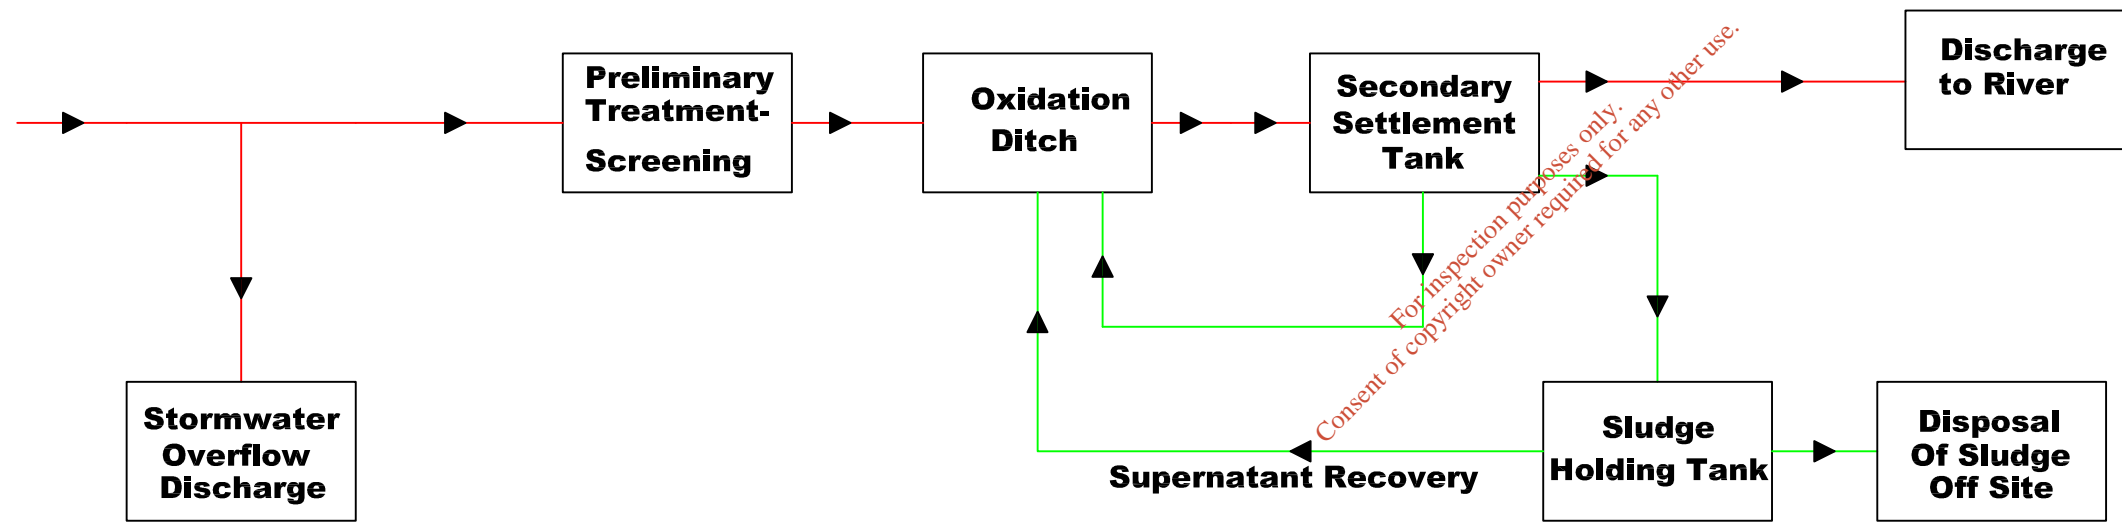 Preliminary
Treatment-
Screening
Oxidation
Ditch
Secondary
Settlement
Tank
Discharge
to River
For inspection purposes only.
Consent of copyright owner required for any other use.
Stormwater
Overflow
Discharge
Supernatant Recovery
Sludge
Holding Tank
Disposal
Of Sludge
Off Site